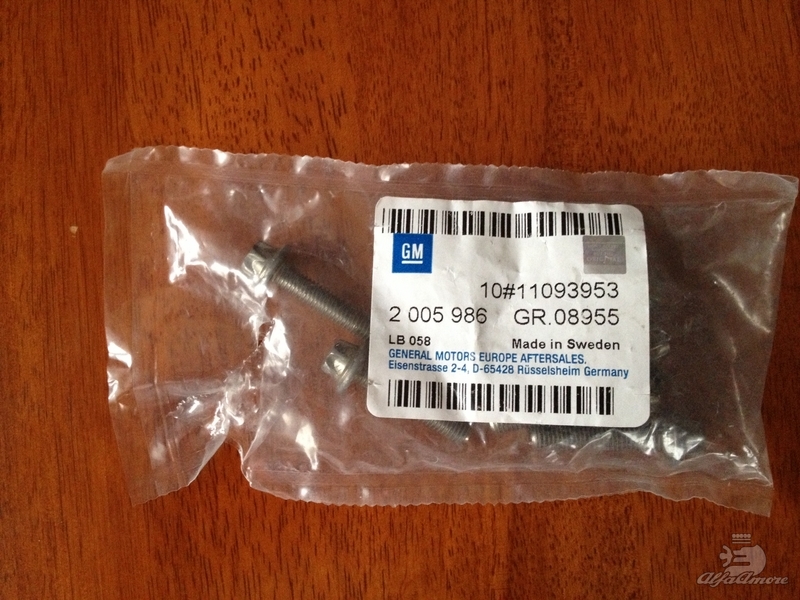 GM
10#11093953
2 005 986 GR.08955
LB 058 Made in Sweden
GENERAL MOTORS EUROPE AFTERSALES.
Eisenstrasse 2-4, D-65428 Rüsselsheim Germany
AlfaAmore